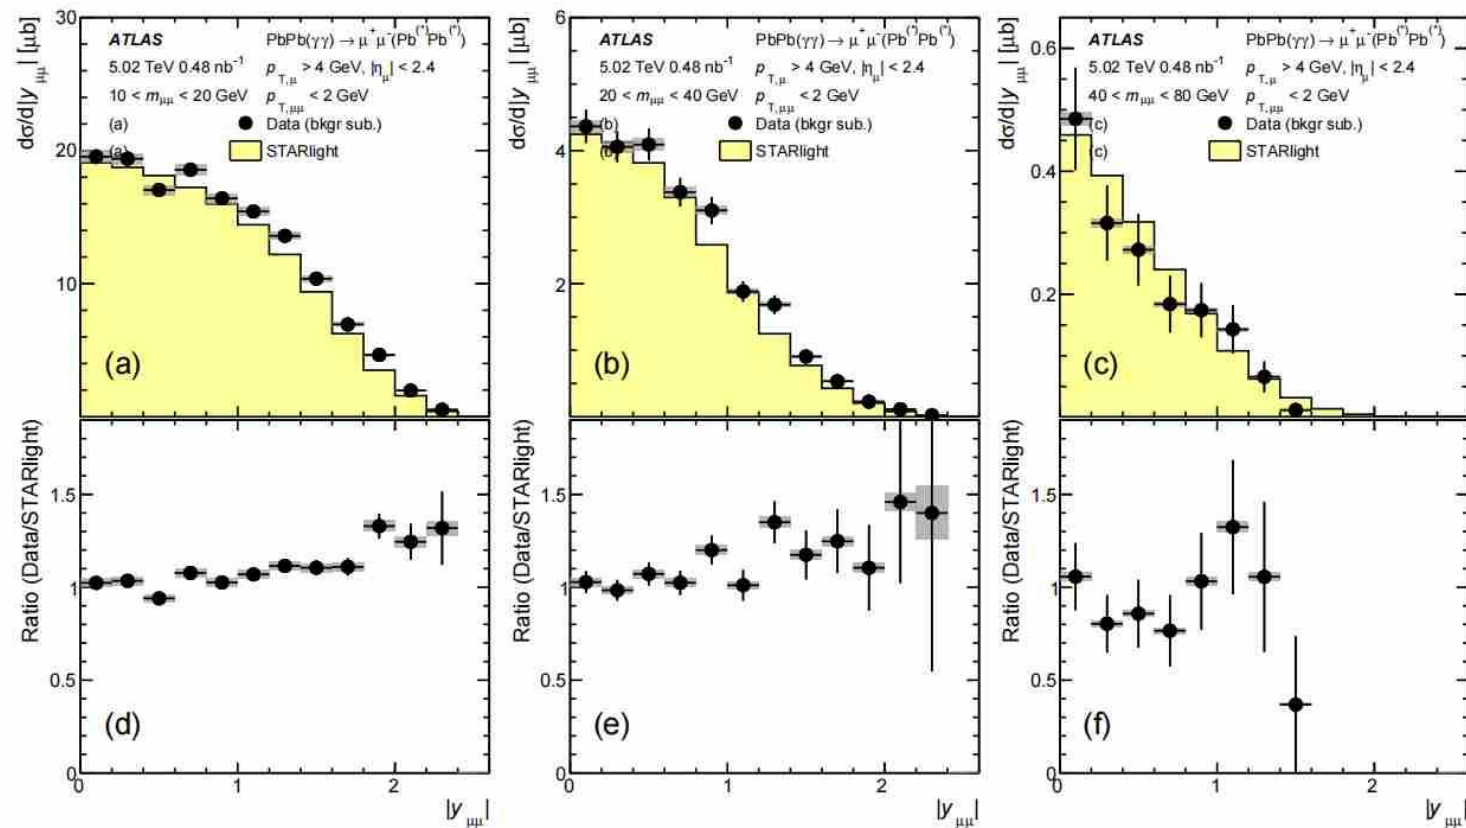 ATLAS PbPb(γγ) → μ⁺μ⁻(Pb⁽*⁾Pb⁽*⁾)
5.02 TeV 0.48 nb⁻¹ p_T,μ > 4 GeV, |η_μ| < 2.4
10 < m_μμ < 20 GeV p_T,μμ < 2 GeV
(a) Data (bkgr sub.)
(a) STARlight
dσ/d|y_μμ| [μb]
30
20
10
(a)
ATLAS PbPb(γγ) → μ⁺μ⁻(Pb⁽*⁾Pb⁽*⁾)
5.02 TeV 0.48 nb⁻¹ p_T,μ > 4 GeV, |η_μ| < 2.4
20 < m_μμ < 40 GeV p_T,μμ < 2 GeV
(b) Data (bkgr sub.)
(b) STARlight
dσ/d|y_μμ| [μb]
6
4
2
(b)
ATLAS PbPb(γγ) → μ⁺μ⁻(Pb⁽*⁾Pb⁽*⁾)
5.02 TeV 0.48 nb⁻¹ p_T,μ > 4 GeV, |η_μ| < 2.4
40 < m_μμ < 80 GeV p_T,μμ < 2 GeV
(c) Data (bkgr sub.)
(c) STARlight
dσ/d|y_μμ| [μb]
0.6
0.4
0.2
(c)
Ratio (Data/STARlight)
1.5
1
0.5
0
(d)
0 1 2
|y_μμ|
Ratio (Data/STARlight)
1.5
1
0.5
0
(e)
0 1 2
|y_μμ|
Ratio (Data/STARlight)
1.5
1
0.5
0
(f)
0 1 2
|y_μμ|